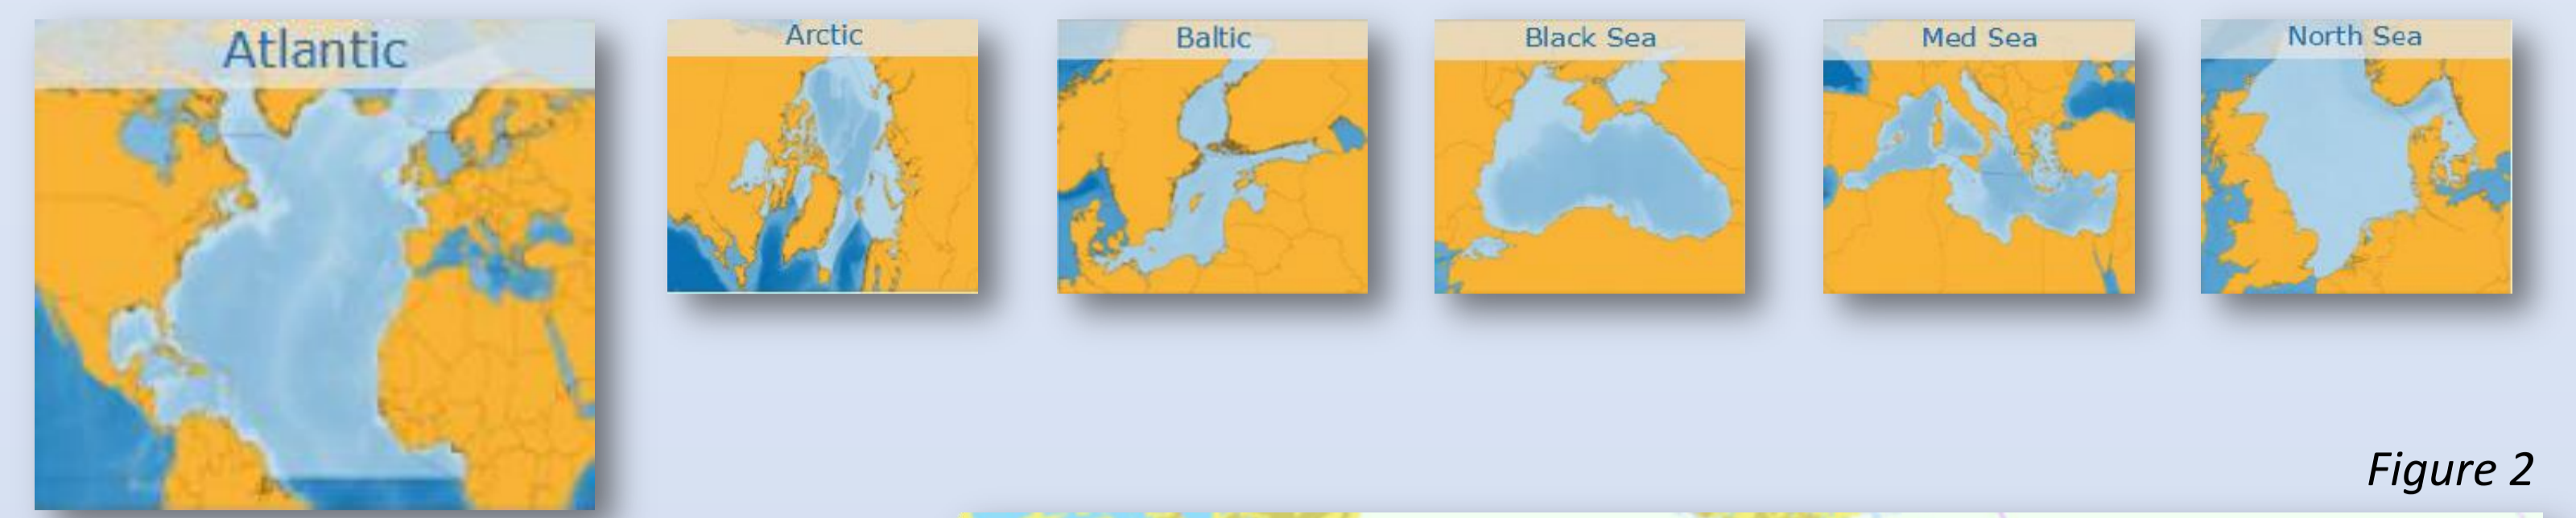 Atlantic
Arctic
Baltic
Black Sea
Med Sea
North Sea
Figure 2